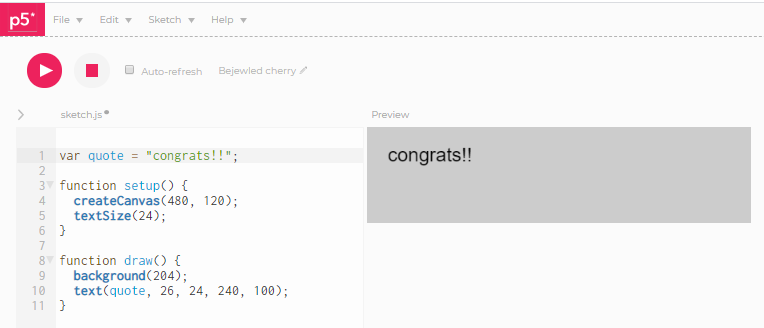 p5*
File Edit Sketch Help
Auto-refresh Bejewled cherry
sketch.js
Preview
1 var quote = "congrats!!";
2
3 function setup() {
4 createCanvas(480, 120);
5 textSize(24);
6 }
7
8 function draw() {
9 background(204);
10 text(quote, 26, 24, 240, 100);
11 }
congrats!!